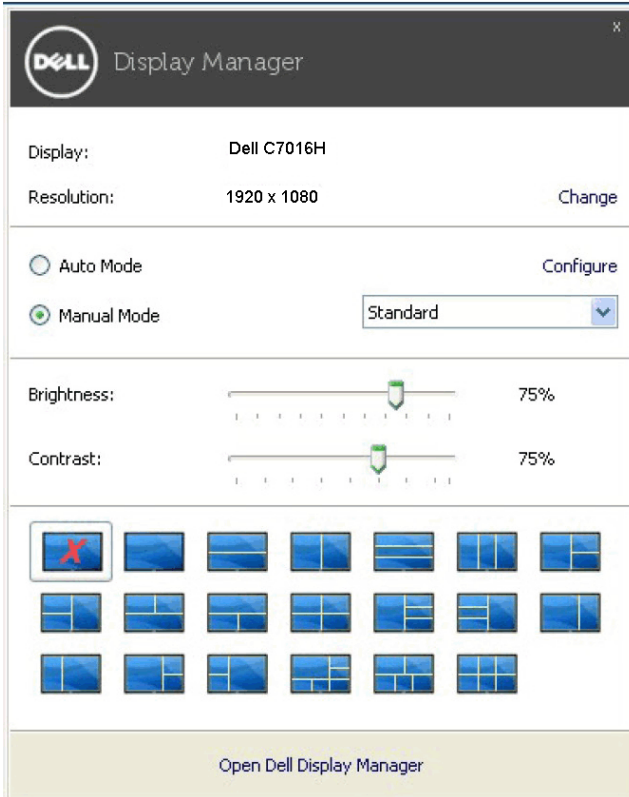 x
DELL Display Manager
Display: Dell C7016H
Resolution: 1920 x 1080 Change
Auto Mode Configure
Manual Mode Standard
Brightness: 75%
Contrast: 75%
X
Open Dell Display Manager